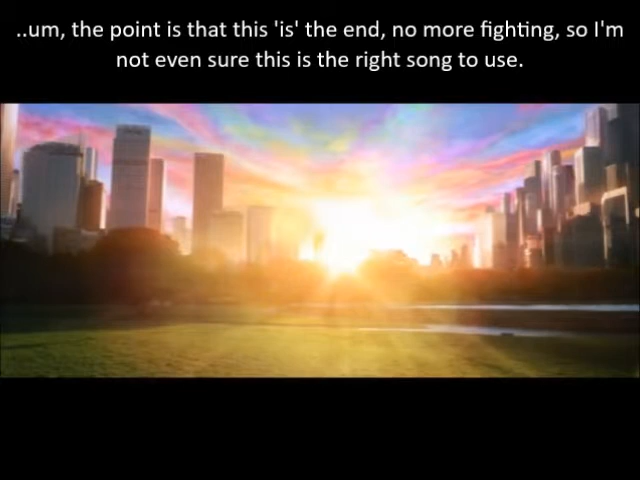 ..um, the point is that this 'is' the end, no more fighting, so I'm
not even sure this is the right song to use.